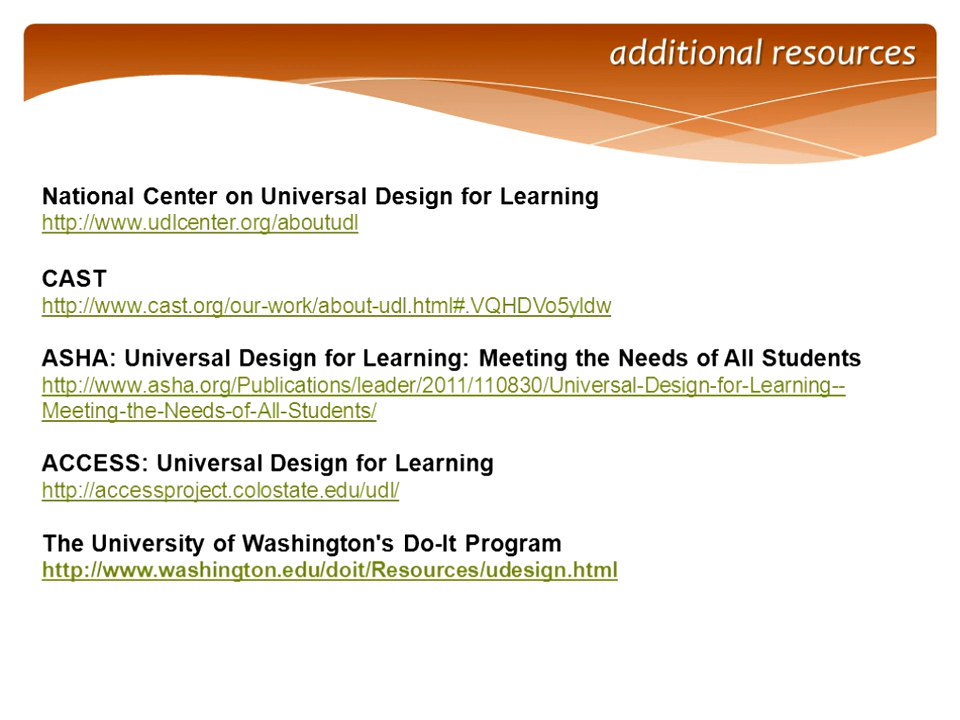 additional resources
National Center on Universal Design for Learning
http://www.udlcenter.org/aboutudl
CAST
http://www.cast.org/our-work/about-udl.html#.VQHDVo5yldw
ASHA: Universal Design for Learning: Meeting the Needs of All Students
http://www.asha.org/Publications/leader/2011/110830/Universal-Design-for-Learning--
Meeting-the-Needs-of-All-Students/
ACCESS: Universal Design for Learning
http://accessproject.colostate.edu/udl/
The University of Washington's Do-It Program
http://www.washington.edu/doit/Resources/udesign.html